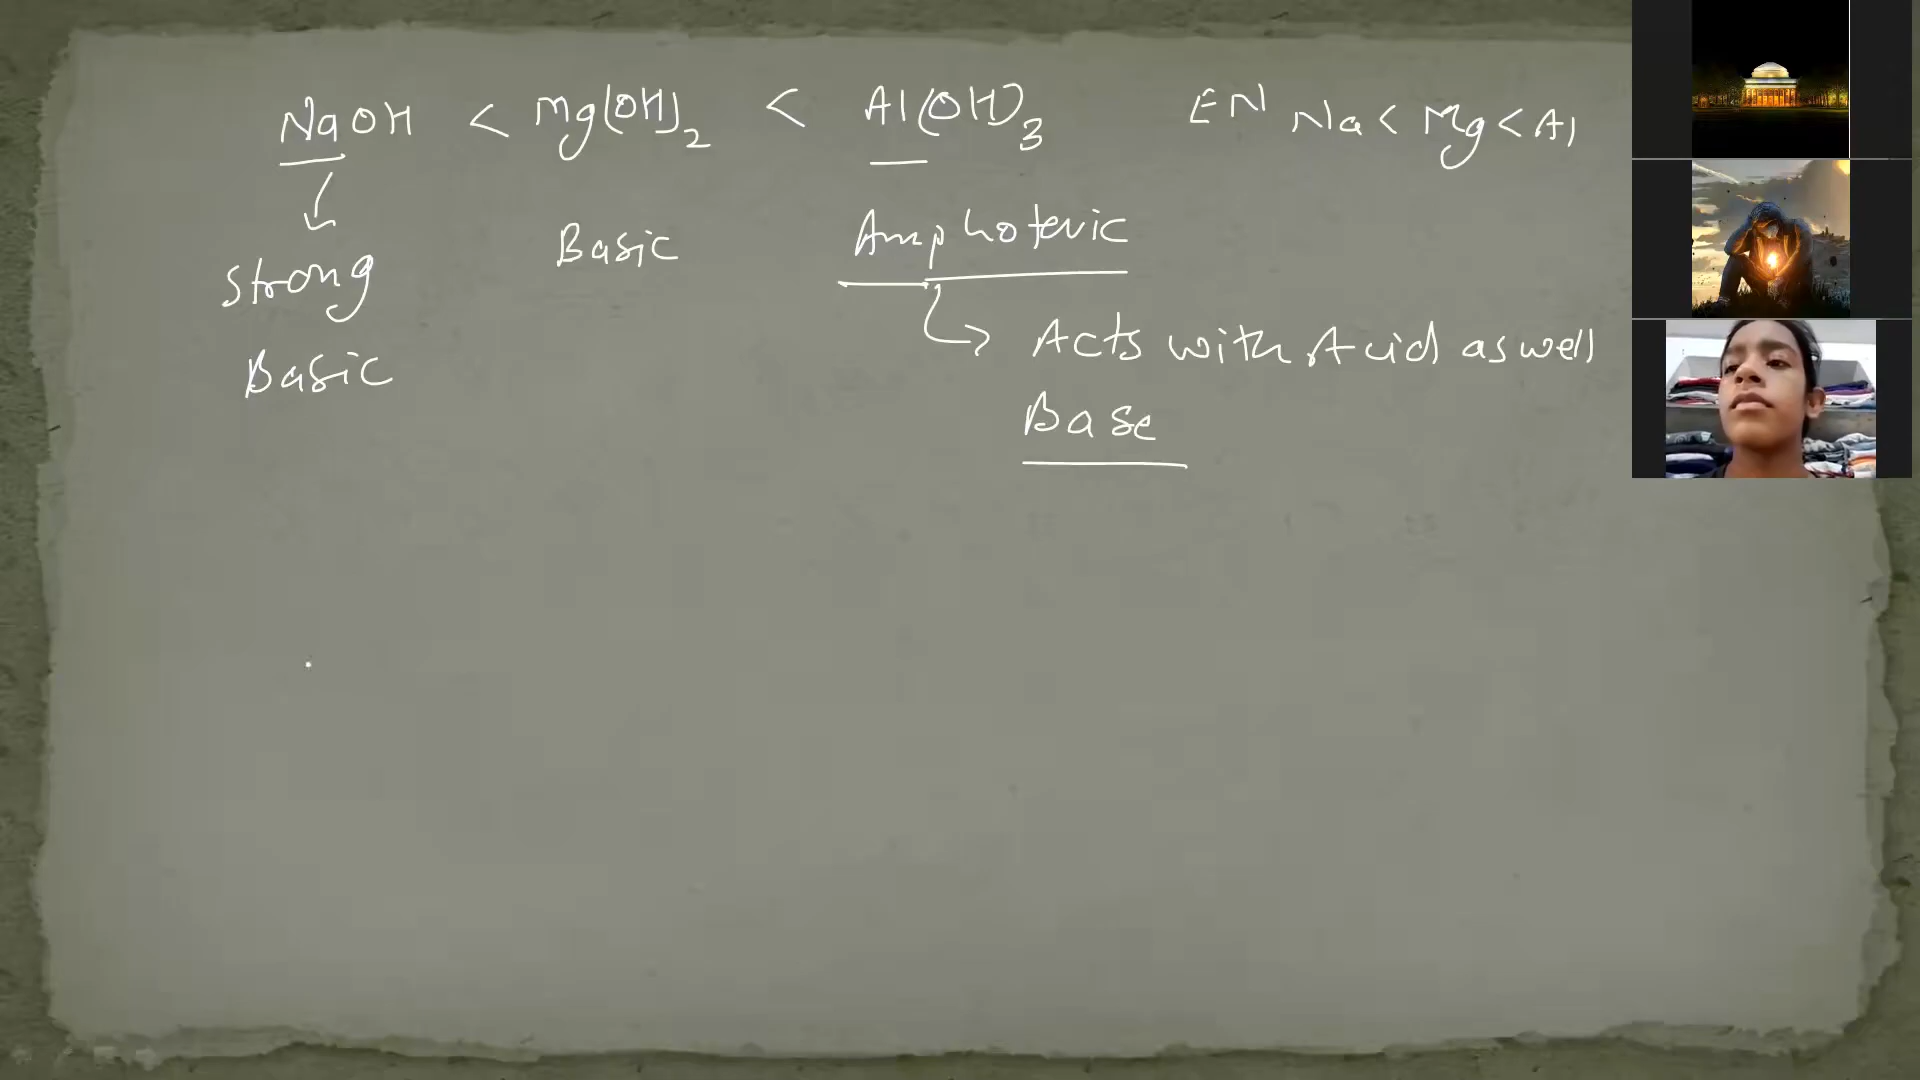 NaOH < Mg(OH)2 < Al(OH)3 EN Na < Mg < Al
Strong Basic Amphoteric
Basic
Acts with Acid as well
Base